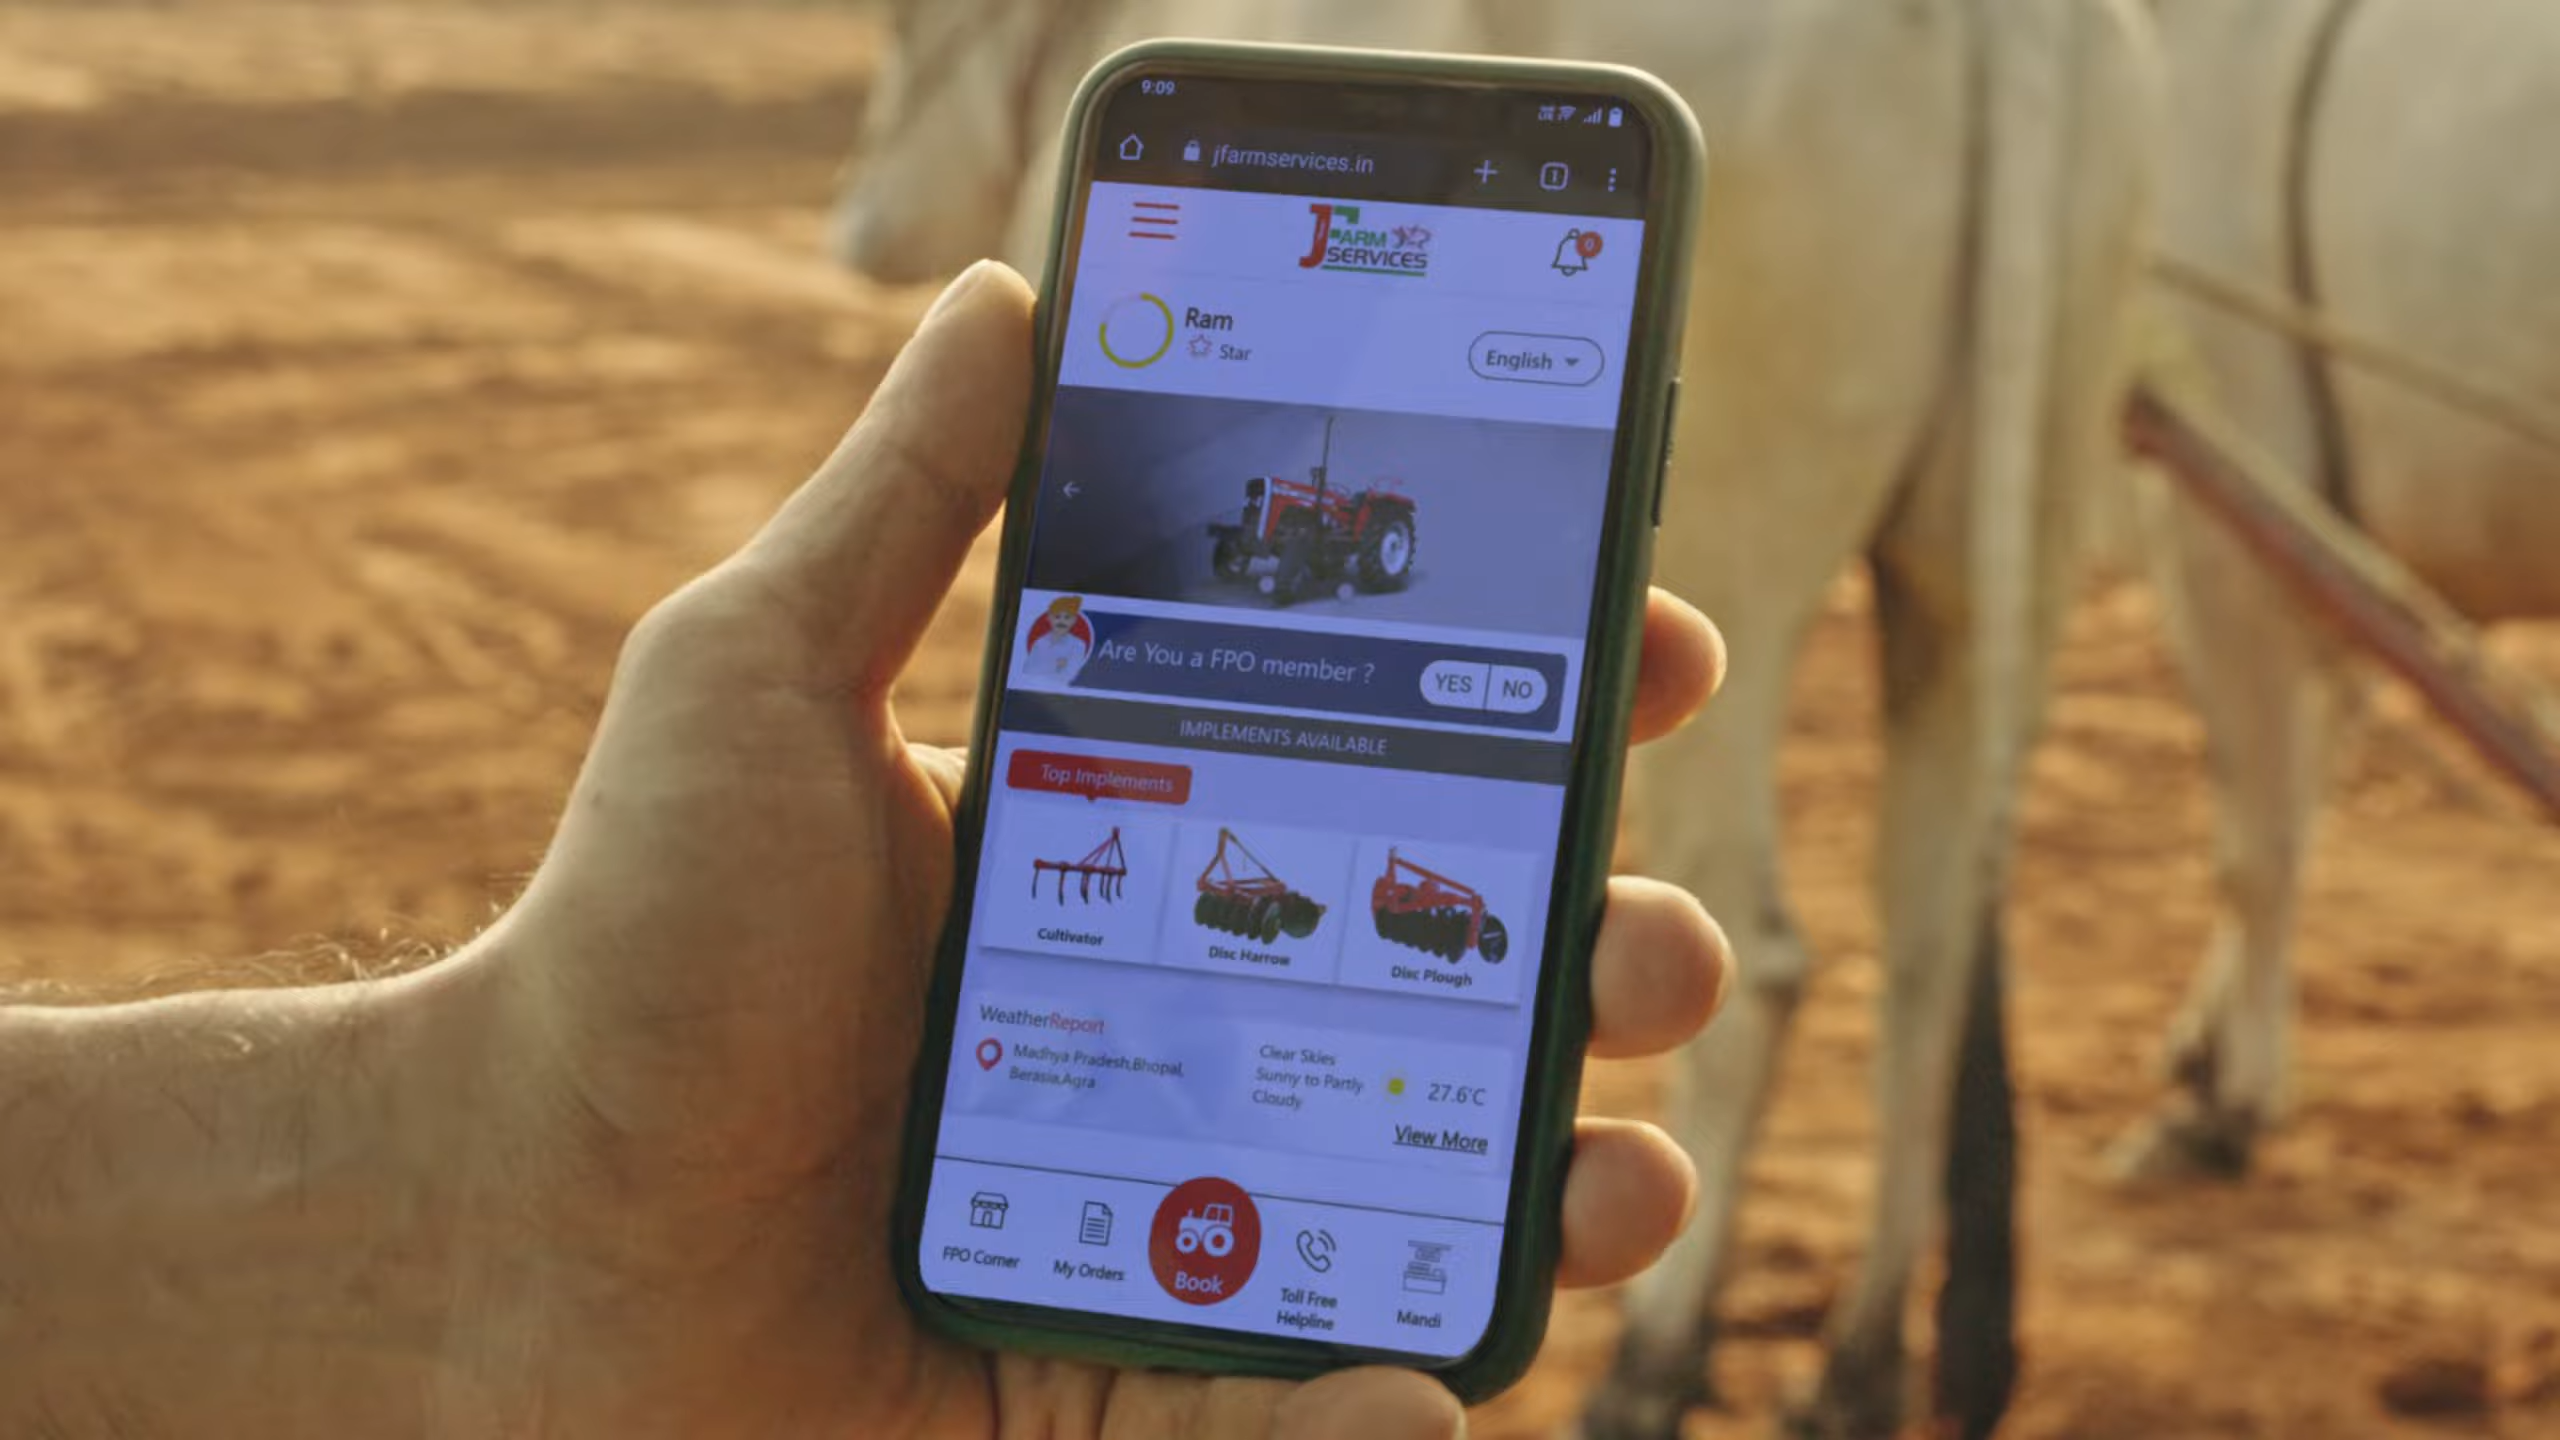 9:09
jfarmservices.in
1
J FARM
SERVICES
0
Ram
Star
English
Are You a FPO member ?
YES
NO
IMPLEMENTS AVAILABLE
Top Implements
Cultivator
Disc Harrow
Disc Plough
WeatherReport
Madhya Pradesh,Bhopal,
Berasia,Agra
Clear Skies
Sunny to Partly
Cloudy
27.6°C
View More
FPO Corner
My Orders
Book
Toll Free
Helpline
Mandi